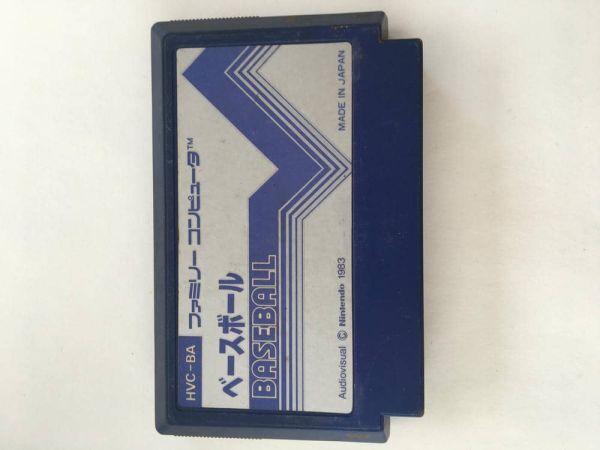 HVC-BA
ファミリー コンピュータ™
ベースボール
BASEBALL
Audiovisual © Nintendo 1983
MADE IN JAPAN